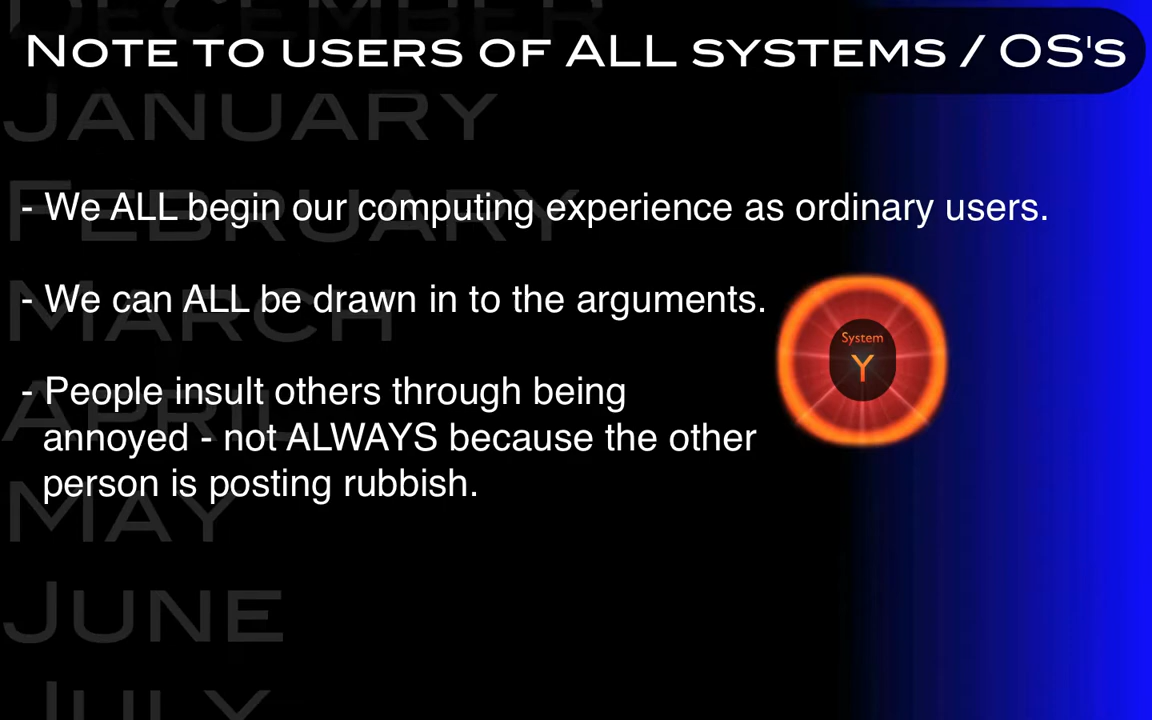 DECEMBER
NOTE TO USERS OF ALL SYSTEMS / OS'S
JANUARY
- We ALL begin our computing experience as ordinary users.
FEBRUARY
- We can ALL be drawn in to the arguments.
MARCH
System
Y
- People insult others through being
APRIL
annoyed - not ALWAYS because the other
person is posting rubbish.
MAY
JUNE
JULY